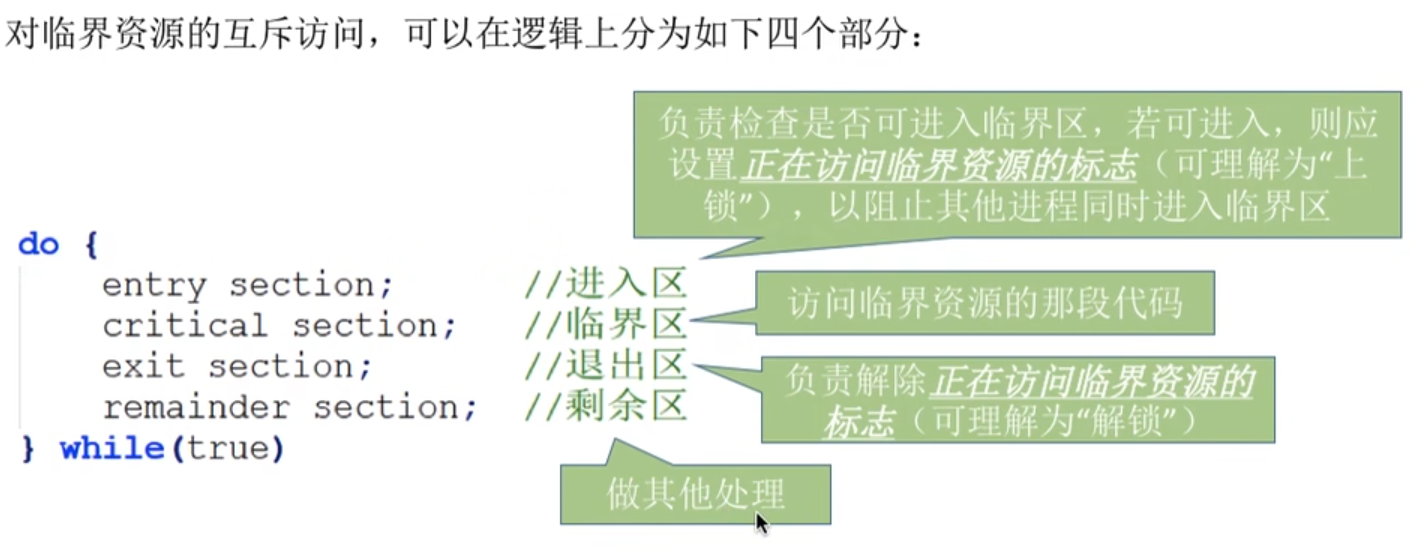 对临界资源的互斥访问，可以在逻辑上分为如下四个部分：
负责检查是否可进入临界区，若可进入，则应
设置正在访问临界资源的标志（可理解为“上
锁”），以阻止其他进程同时进入临界区
do {
entry section; //进入区
critical section; //临界区
exit section; //退出区
remainder section; //剩余区
} while(true)
访问临界资源的那段代码
负责解除正在访问临界资源的
标志（可理解为“解锁”）
做其他处理